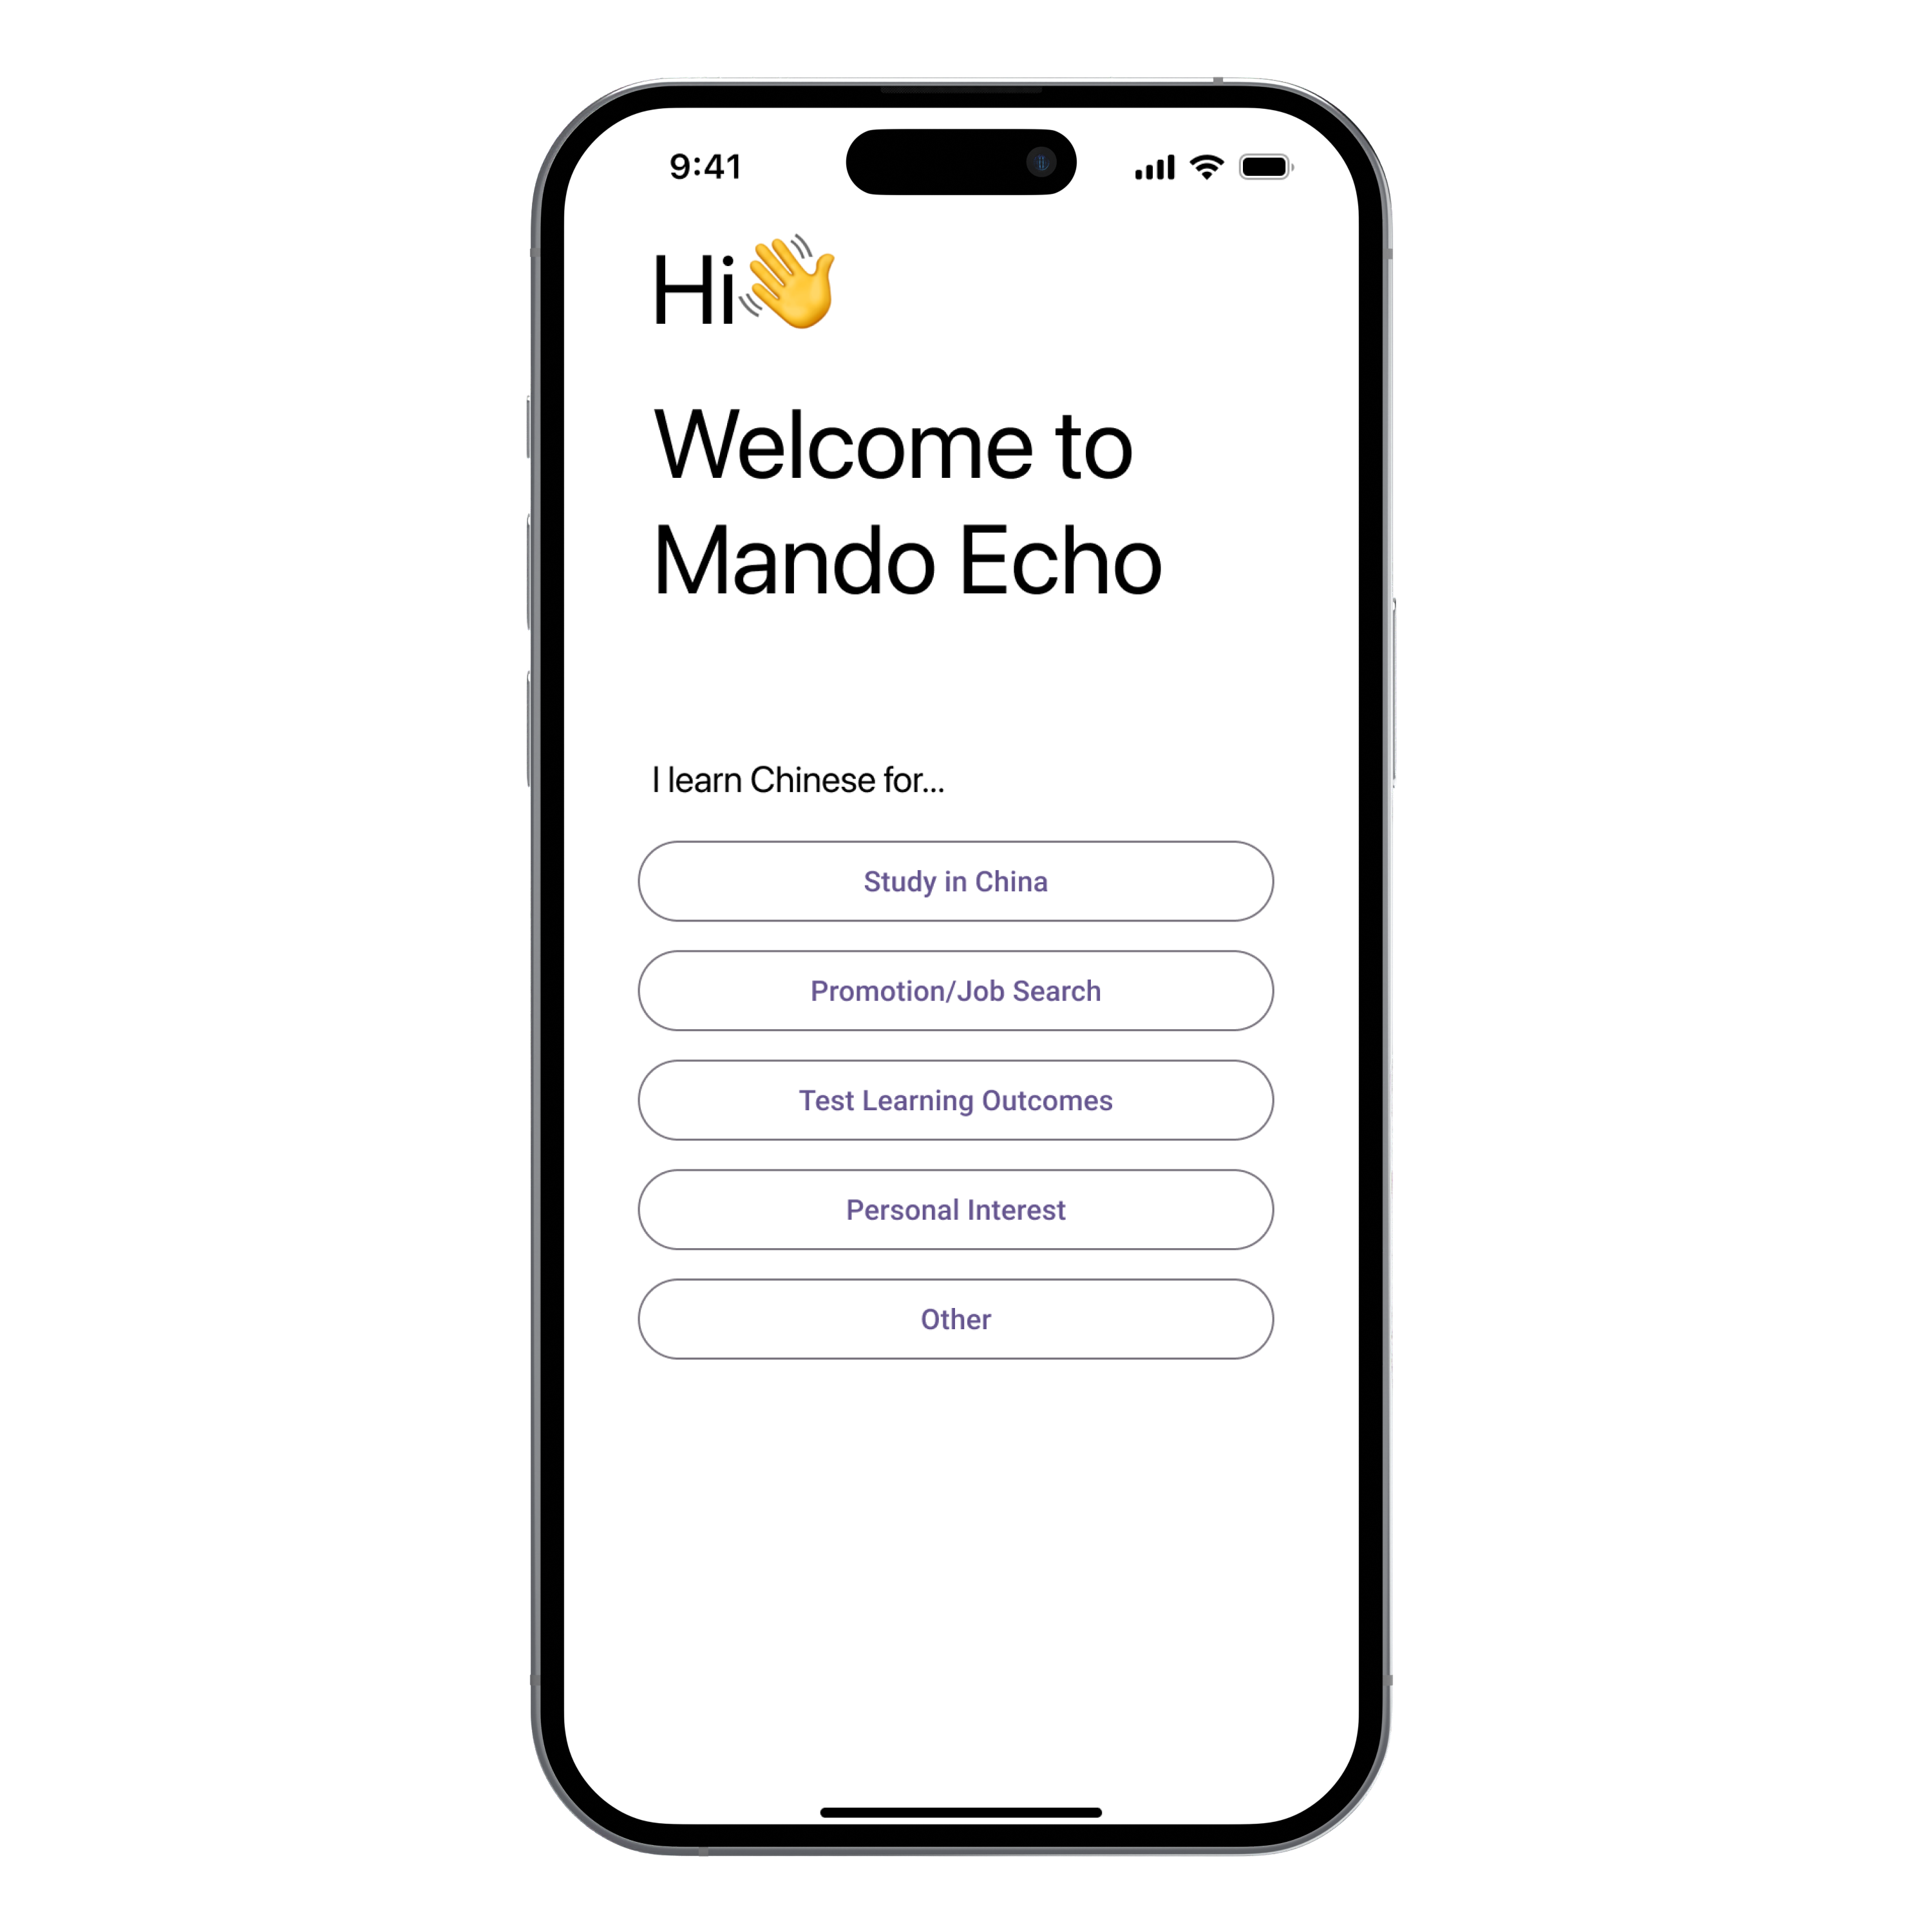 9:41
Hi👋
Welcome to
Mando Echo
I learn Chinese for...
Study in China
Promotion/Job Search
Test Learning Outcomes
Personal Interest
Other